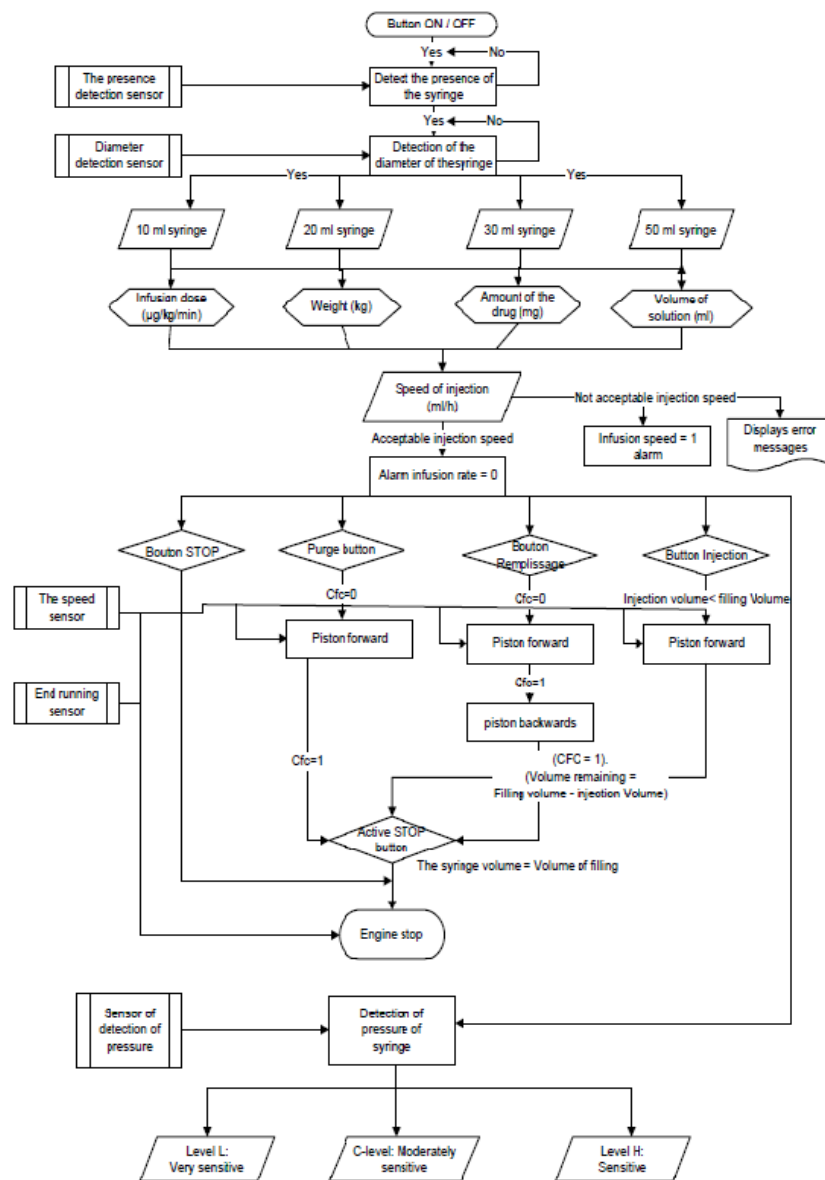 Button ON / OFF
Yes
No
The presence
detection sensor
Detect the presence of
the syringe
Yes
No
Diameter
detection sensor
Detection of the
diameter of thesyringe
Yes
Yes
10 ml syringe
20 ml syringe
30 ml syringe
50 ml syringe
Infusion dose
(µg/kg/min)
Weight (kg)
Amount of the
drug (mg)
Volume of
solution (ml)
Speed of injection
(ml/h)
Not acceptable injection speed
Acceptable injection speed
Infusion speed = 1
alarm
Displays error
messages
Alarm infusion rate = 0
Bouton STOP
Purge button
Bouton
Remplissage
Button Injection
The speed
sensor
Cfc=0
Cfc=0
Injection volume< filling Volume
Piston forward
Piston forward
Piston forward
End running
sensor
Cfc=1
piston backwards
Cfc=1
(CFC = 1).
(Volume remaining =
Filling volume - injection Volume)
Active STOP
button
The syringe volume = Volume of filling
Engine stop
Sensor of
detection of
pressure
Detection of
pressure of
syringe
Level L:
Very sensitive
C-level: Moderately
sensitive
Level H:
Sensitive